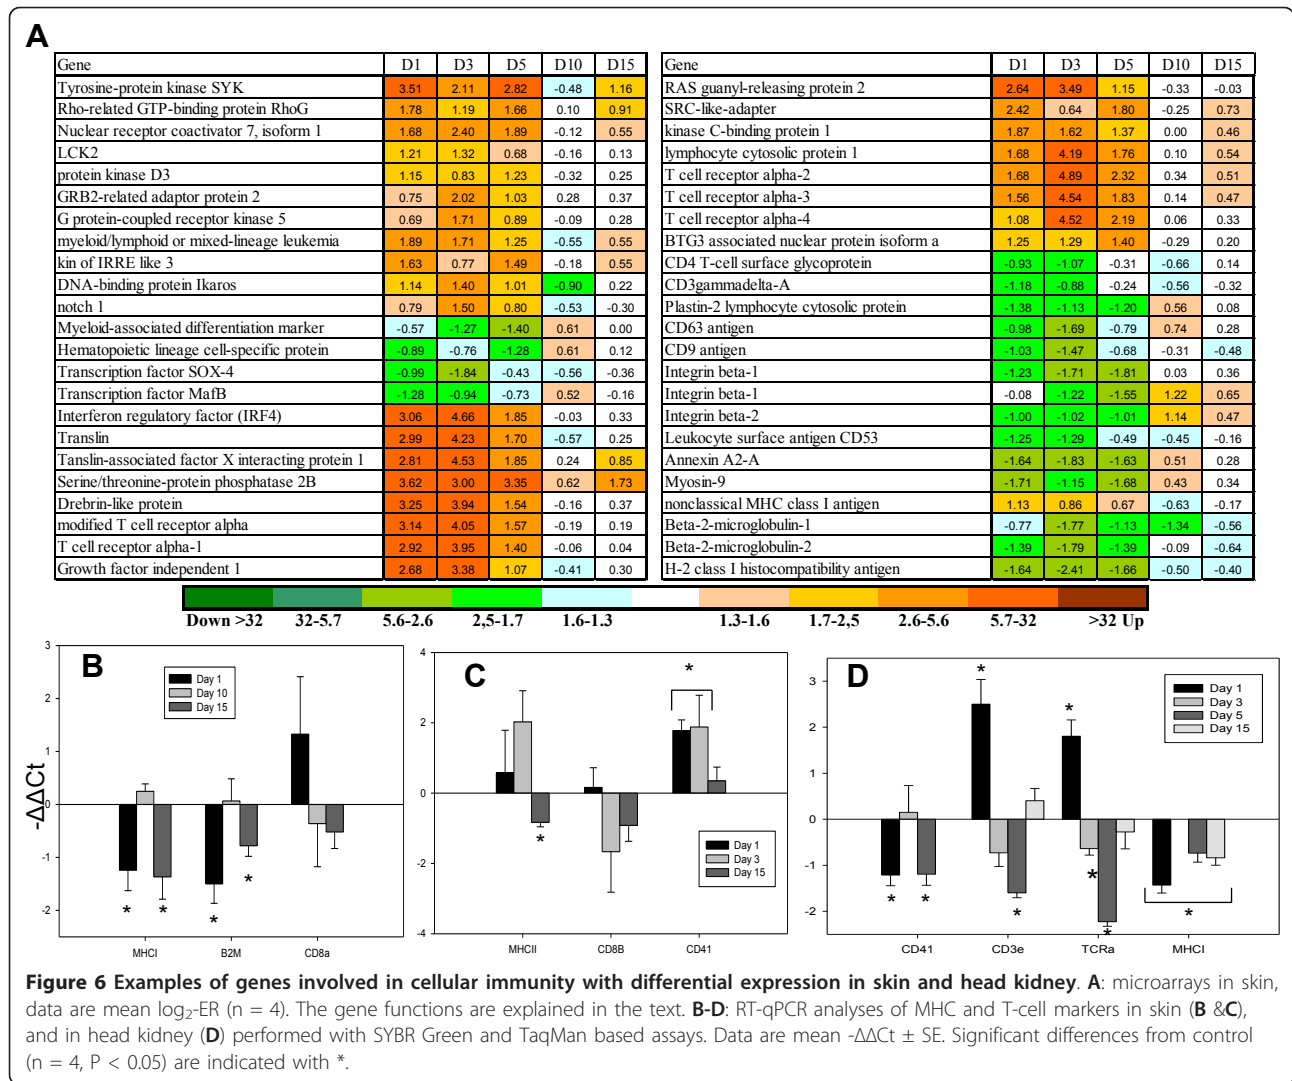 A
Gene D1 D3 D5 D10 D15
Tyrosine-protein kinase SYK 3.51 2.11 2.82 -0.48 1.16
Rho-related GTP-binding protein RhoG 1.78 1.19 1.66 0.10 0.91
Nuclear receptor coactivator 7, isoform 1 1.68 2.40 1.89 -0.12 0.55
LCK2 1.21 1.32 0.68 -0.16 0.13
protein kinase D3 1.15 0.83 1.23 -0.32 0.25
GRB2-related adaptor protein 2 0.75 2.02 1.03 0.28 0.37
G protein-coupled receptor kinase 5 0.69 1.71 0.89 -0.09 0.28
myeloid/lymphoid or mixed-lineage leukemia 1.89 1.71 1.25 -0.55 0.55
kin of IRRE like 3 1.63 0.77 1.49 -0.18 0.55
DNA-binding protein Ikaros 1.14 1.40 1.01 -0.90 0.22
notch 1 0.79 1.50 0.80 -0.53 -0.30
Myeloid-associated differentiation marker -0.57 -1.27 -1.40 0.61 0.00
Hematopoietic lineage cell-specific protein -0.89 -0.76 -1.28 0.61 0.12
Transcription factor SOX-4 -0.99 -1.84 -0.43 -0.56 -0.36
Transcription factor MafB -1.28 -0.94 -0.73 0.52 -0.16
Interferon regulatory factor (IRF4) 3.06 4.66 1.85 -0.03 0.33
Translin 2.99 4.23 1.70 -0.57 0.25
Tanslin-associated factor X interacting protein 1 2.81 4.53 1.85 0.24 0.85
Serine/threonine-protein phosphatase 2B 3.62 3.00 3.35 0.62 1.73
Drebrin-like protein 3.25 3.94 1.54 -0.16 0.37
modified T cell receptor alpha 3.14 4.05 1.57 -0.19 0.19
T cell receptor alpha-1 2.92 3.95 1.40 -0.06 0.04
Growth factor independent 1 2.68 3.38 1.07 -0.41 0.30
Gene D1 D3 D5 D10 D15
RAS guanyl-releasing protein 2 2.64 3.49 1.15 -0.33 -0.03
SRC-like-adapter 2.42 0.64 1.80 -0.25 0.73
kinase C-binding protein 1 1.87 1.62 1.37 0.00 0.46
lymphocyte cytosolic protein 1 1.68 4.19 1.76 0.10 0.54
T cell receptor alpha-2 1.68 4.89 2.32 0.34 0.51
T cell receptor alpha-3 1.56 4.54 1.83 0.14 0.47
T cell receptor alpha-4 1.08 4.52 2.19 0.06 0.33
BTG3 associated nuclear protein isoform a 1.25 1.29 1.40 -0.29 0.20
CD4 T-cell surface glycoprotein -0.93 -1.07 -0.31 -0.66 0.14
CD3gammadelta-A -1.18 -0.88 -0.24 -0.56 -0.32
Plastin-2 lymphocyte cytosolic protein -1.38 -1.13 -1.20 0.56 0.08
CD63 antigen -0.98 -1.69 -0.79 0.74 0.28
CD9 antigen -1.03 -1.47 -0.68 -0.31 -0.48
Integrin beta-1 -1.23 -1.71 -1.81 0.03 0.36
Integrin beta-1 -0.08 -1.22 -1.55 1.22 0.65
Integrin beta-2 -1.00 -1.02 -1.01 1.14 0.47
Leukocyte surface antigen CD53 -1.25 -1.29 -0.49 -0.45 -0.16
Annexin A2-A -1.64 -1.83 -1.63 0.51 0.28
Myosin-9 -1.71 -1.15 -1.68 0.43 0.34
nonclassical MHC class I antigen 1.13 0.86 0.67 -0.63 -0.17
Beta-2-microglobulin-1 -0.77 -1.77 -1.13 -1.34 -0.56
Beta-2-microglobulin-2 -1.39 -1.79 -1.39 -0.09 -0.64
H-2 class I histocompatibility antigen -1.64 -2.41 -1.66 -0.50 -0.40
Down >32 32-5.7 5.6-2.6 2,5-1.7 1.6-1.3 1.3-1.6 1.7-2,5 2.6-5.6 5.7-32 >32 Up
B
-ΔΔCt
3
2
1
0
-1
-2
Day 1
Day 10
Day 15
* * * *
MHCI B2M CD8a
C
4
2
0
-2
-4
*
*
Day 1
Day 3
Day 15
MHCII CD8B CD41
D
3
2
1
0
-1
-2
Day 1
Day 3
Day 5
Day 15
* *
* * * * * *
CD41 CD3e TCRa MHCI
Figure 6 Examples of genes involved in cellular immunity with differential expression in skin and head kidney. A: microarrays in skin,
data are mean log₂-ER (n = 4). The gene functions are explained in the text. B-D: RT-qPCR analyses of MHC and T-cell markers in skin (B &C),
and in head kidney (D) performed with SYBR Green and TaqMan based assays. Data are mean -ΔΔCt ± SE. Significant differences from control
(n = 4, P < 0.05) are indicated with *.